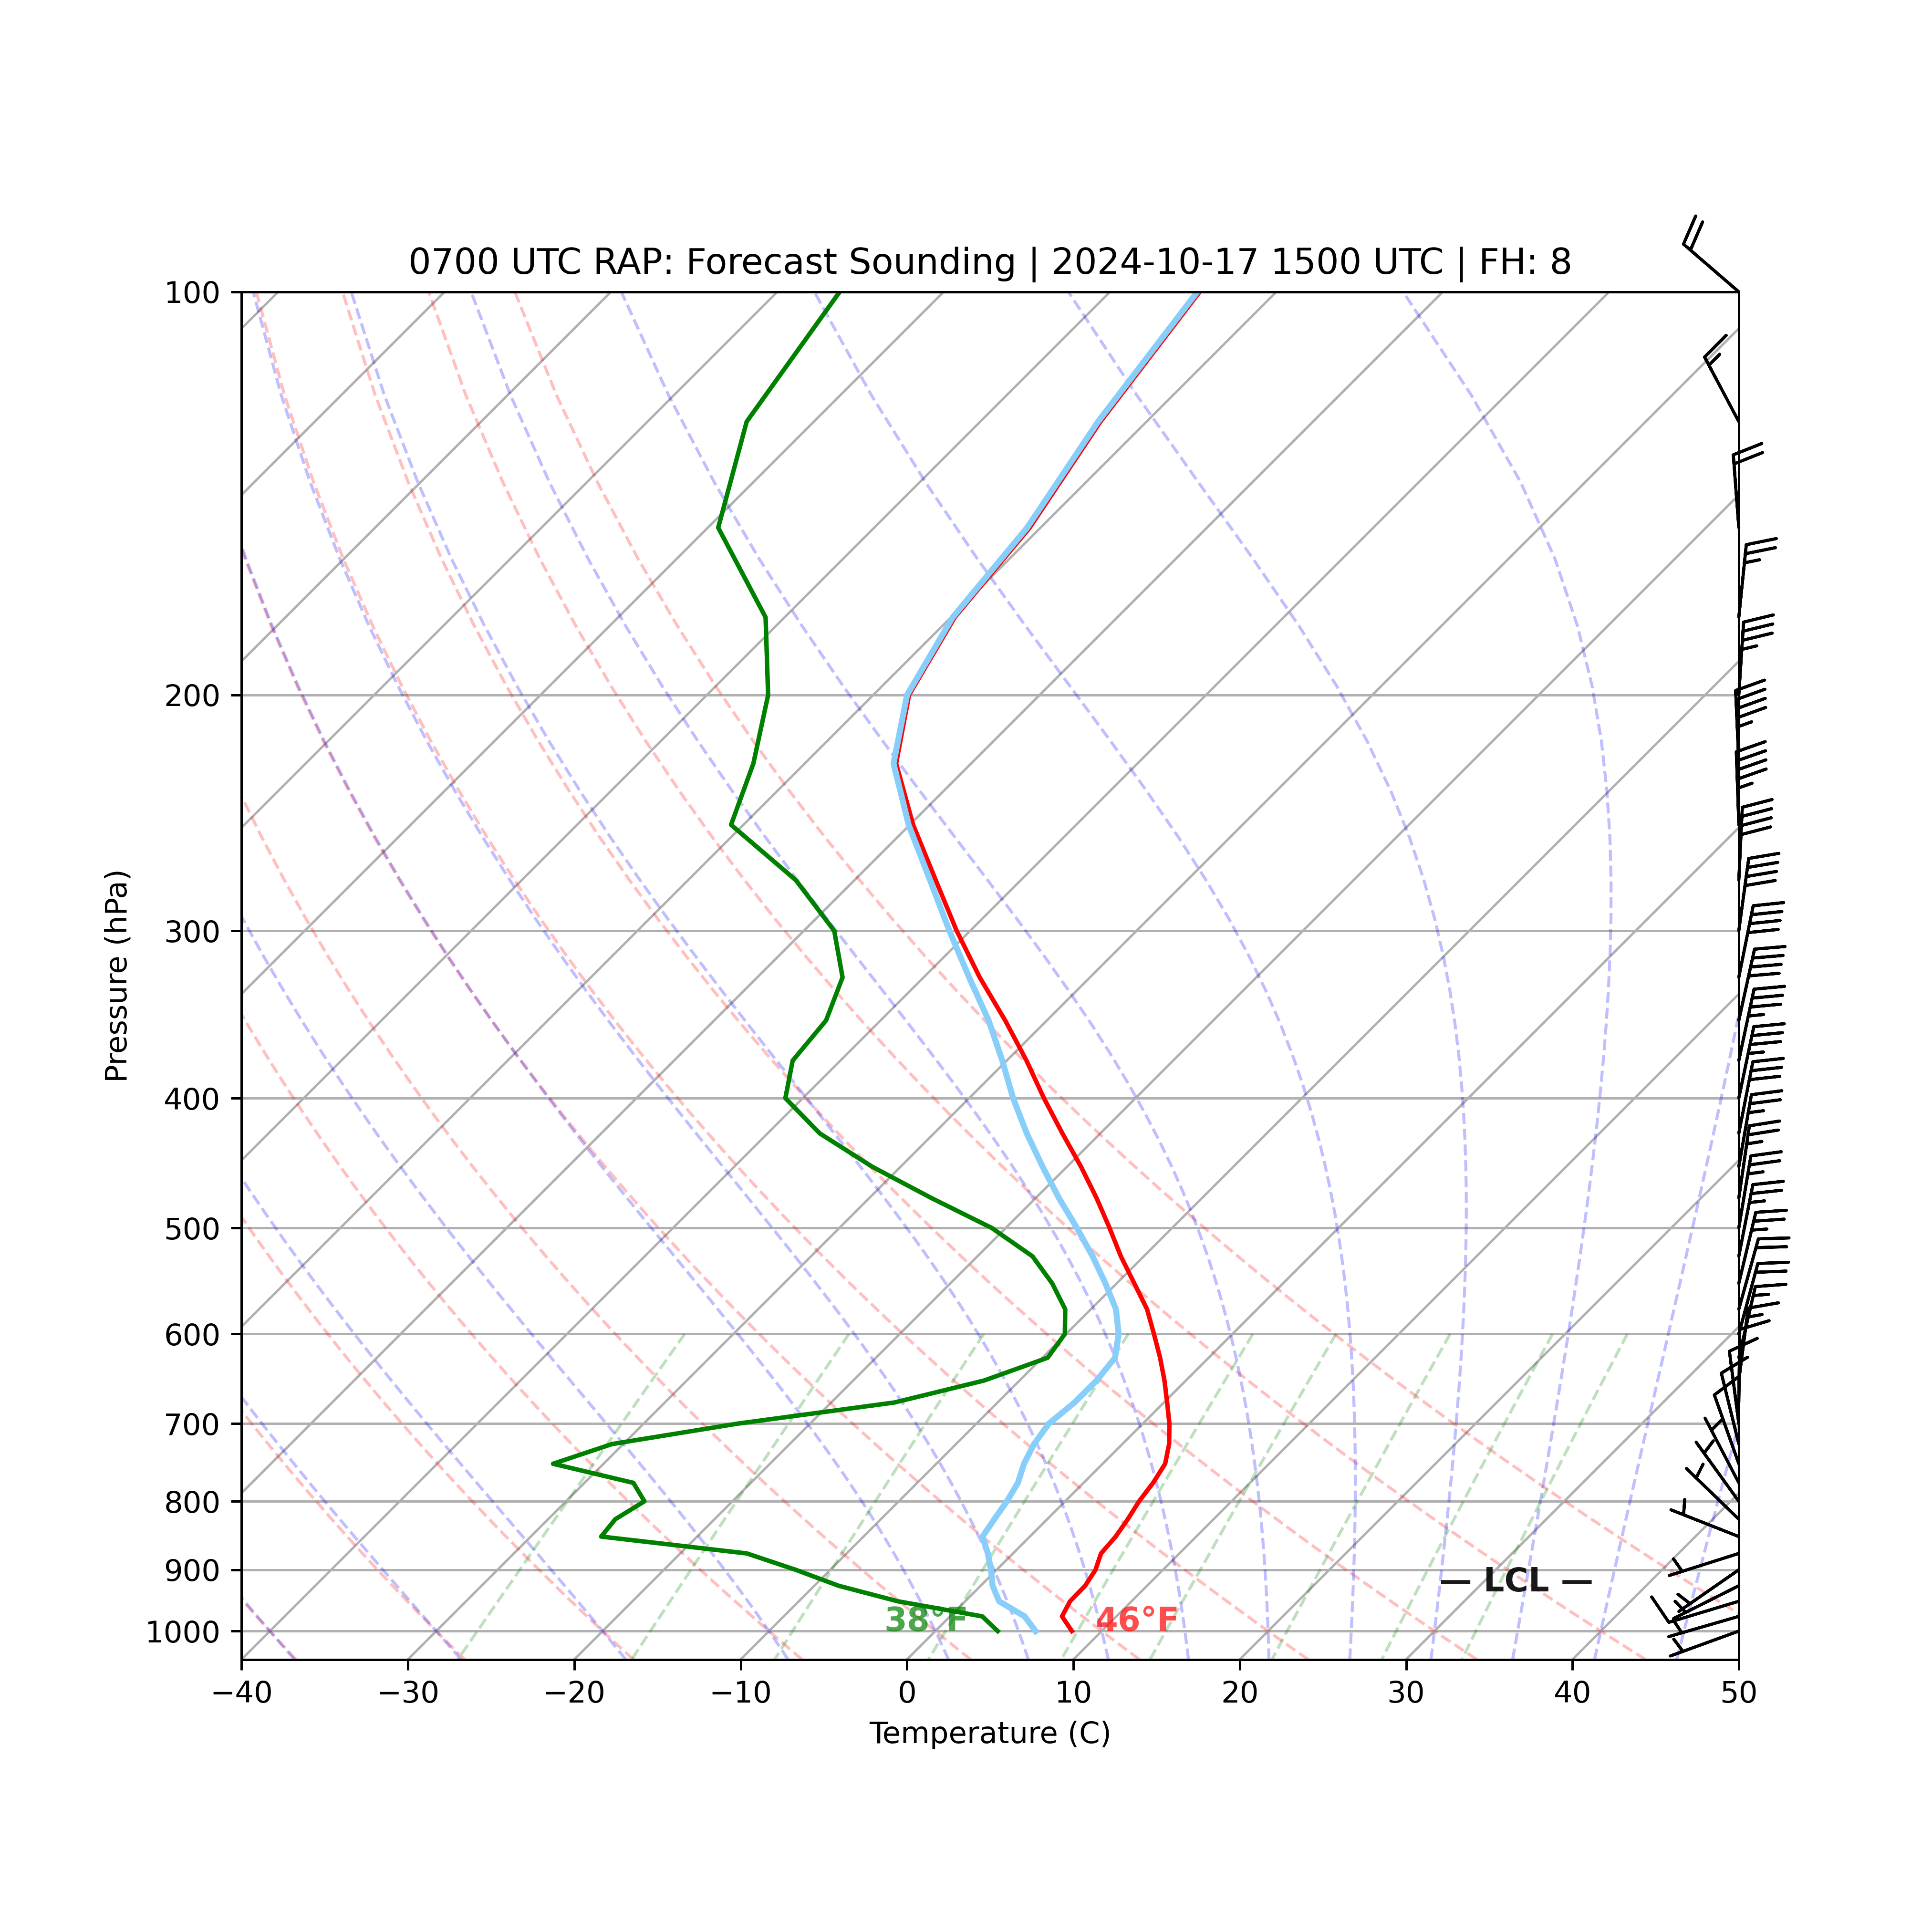 0700 UTC RAP: Forecast Sounding | 2024-10-17 1500 UTC | FH: 8
100
200
300
400
500
600
700
800
900
1000
Pressure (hPa)
— LCL —
38°F 46°F
−40 −30 −20 −10 0 10 20 30 40 50
Temperature (C)